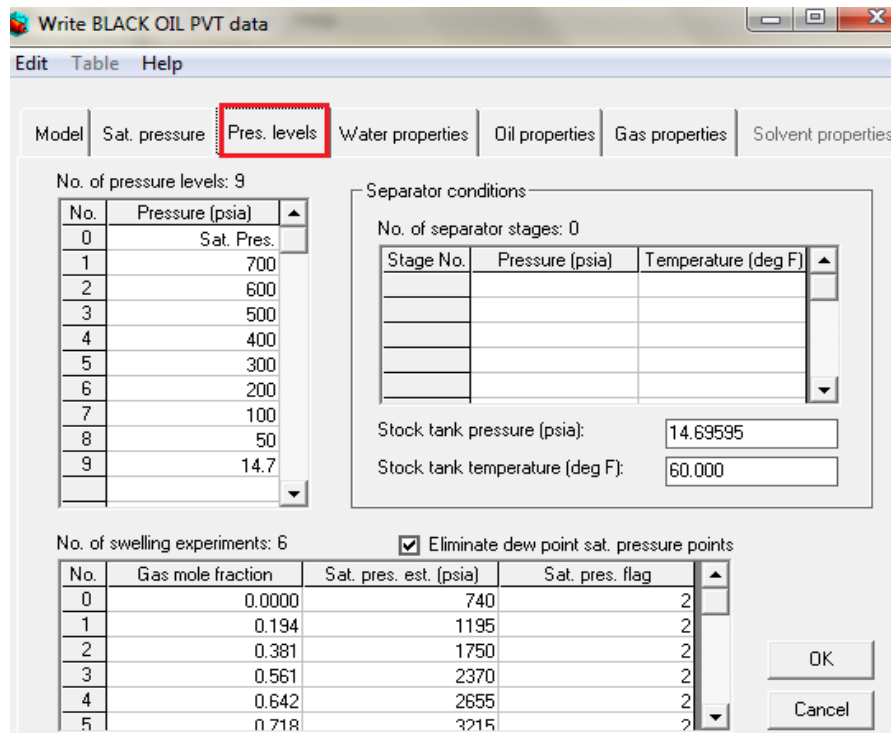 Write BLACK OIL PVT data
Edit Table Help
Model Sat. pressure Pres. levels Water properties Oil properties Gas properties Solvent properties
No. of pressure levels: 9
No. Pressure (psia)
0 Sat. Pres.
1 700
2 600
3 500
4 400
5 300
6 200
7 100
8 50
9 14.7
Separator conditions
No. of separator stages: 0
Stage No. Pressure (psia) Temperature (deg F)
Stock tank pressure (psia): 14.69595
Stock tank temperature (deg F): 60.000
No. of swelling experiments: 6
Eliminate dew point sat. pressure points
No. Gas mole fraction Sat. pres. est. (psia) Sat. pres. flag
0 0.0000 740 2
1 0.194 1195 2
2 0.381 1750 2
3 0.561 2370 2
4 0.642 2655 2
5 0.718 3215 2
OK
Cancel